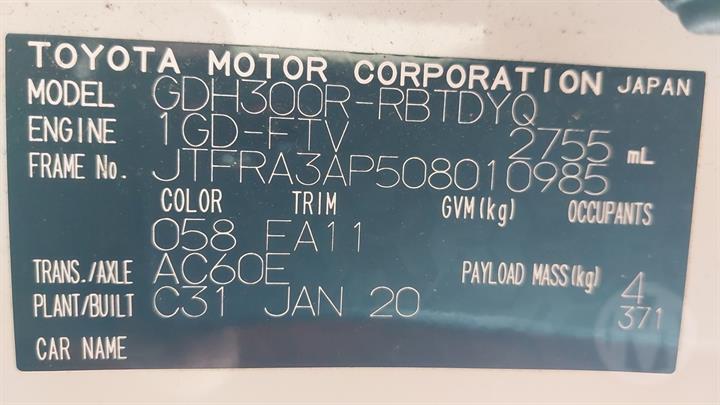 TOYOTA MOTOR CORPORATION JAPAN
MODEL GDH300R-RBTDYQ
ENGINE 1GD-FTV 2755 mL
FRAME No. JTFRA3AP508010985
COLOR TRIM GVM(kg) OCCUPANTS
058 FA11
TRANS./AXLE AC60E PAYLOAD MASS(kg) 4
PLANT/BUILT C31 JAN 20 371
CAR NAME
M